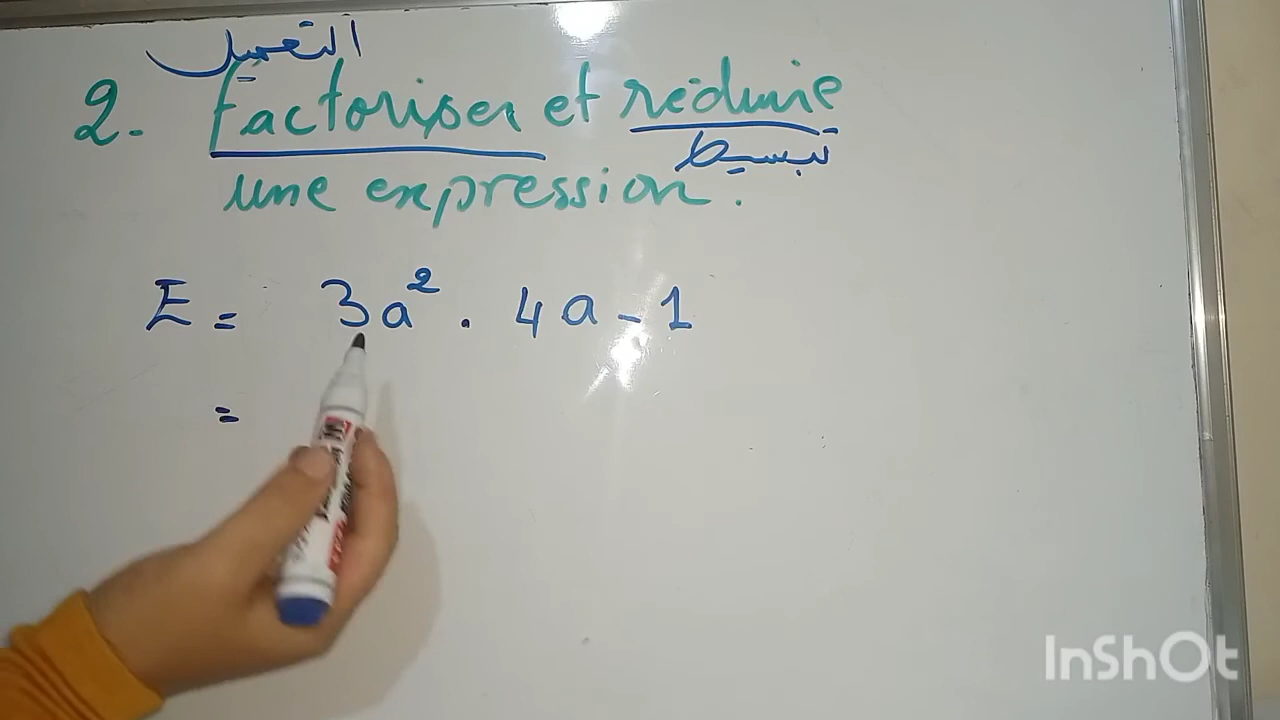 التعميل
2. factoriser et réduire
تبسيط
une expression.
E = 3a² . 4a - 1
=
InShOt